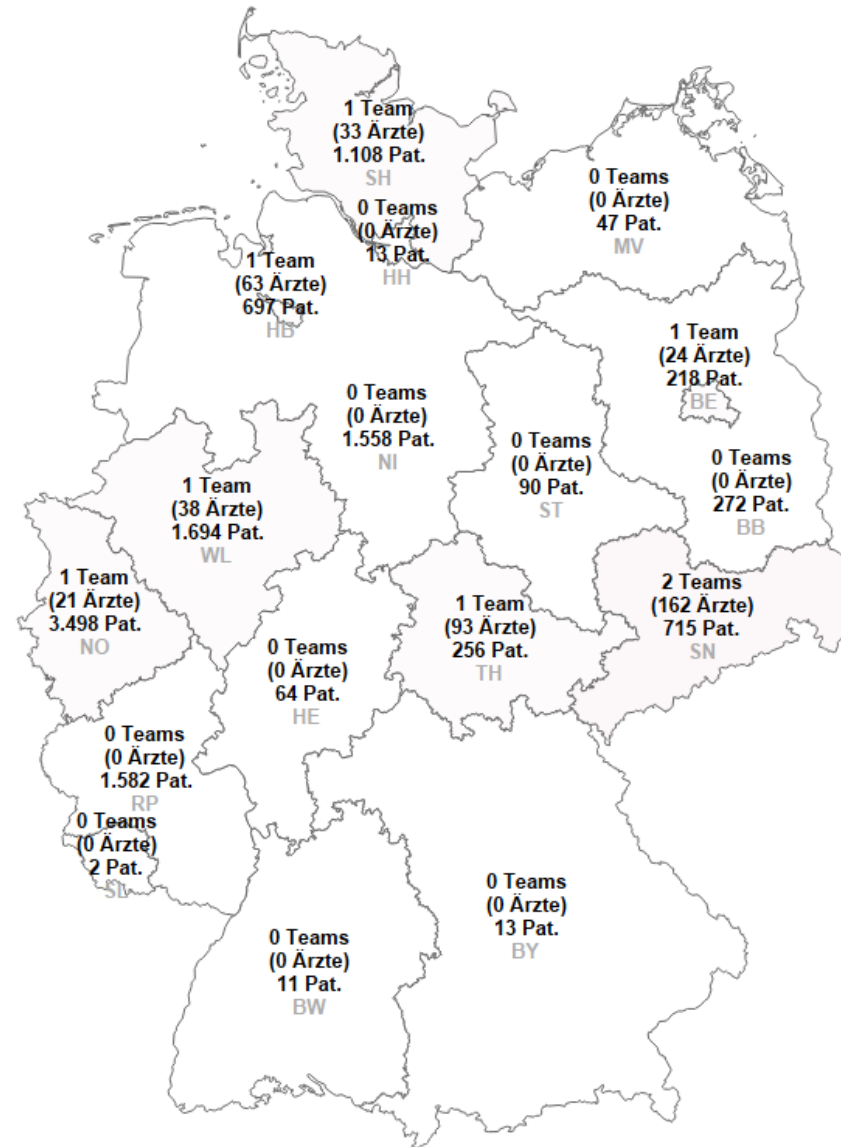 1 Team
(33 Ärzte)
1.108 Pat.
SH
0 Teams
(0 Ärzte)
47 Pat.
MV
0 Teams
(0 Ärzte)
13 Pat.
HH
1 Team
(63 Ärzte)
697 Pat.
HB
1 Team
(24 Ärzte)
218 Pat.
BE
0 Teams
(0 Ärzte)
1.558 Pat.
NI
0 Teams
(0 Ärzte)
90 Pat.
ST
0 Teams
(0 Ärzte)
272 Pat.
BB
1 Team
(38 Ärzte)
1.694 Pat.
WL
1 Team
(21 Ärzte)
3.498 Pat.
NO
1 Team
(93 Ärzte)
256 Pat.
TH
2 Teams
(162 Ärzte)
715 Pat.
SN
0 Teams
(0 Ärzte)
64 Pat.
HE
0 Teams
(0 Ärzte)
1.582 Pat.
RP
0 Teams
(0 Ärzte)
2 Pat.
SL
0 Teams
(0 Ärzte)
13 Pat.
BY
0 Teams
(0 Ärzte)
11 Pat.
BW